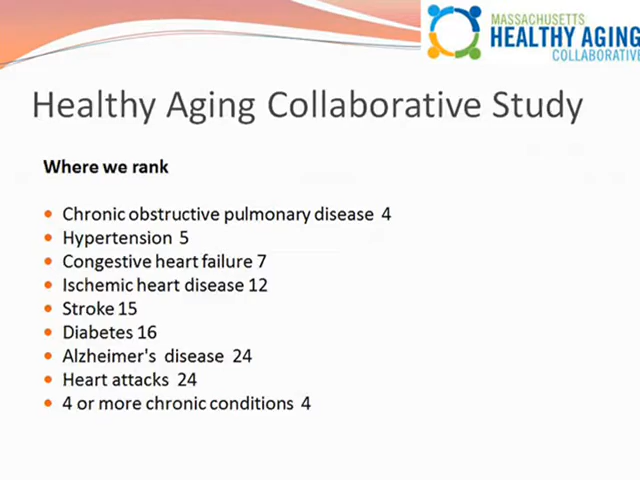 MASSACHUSETTS
HEALTHY AGING
COLLABORATIVE
Healthy Aging Collaborative Study
Where we rank
Chronic obstructive pulmonary disease 4
Hypertension 5
Congestive heart failure 7
Ischemic heart disease 12
Stroke 15
Diabetes 16
Alzheimer's disease 24
Heart attacks 24
4 or more chronic conditions 4